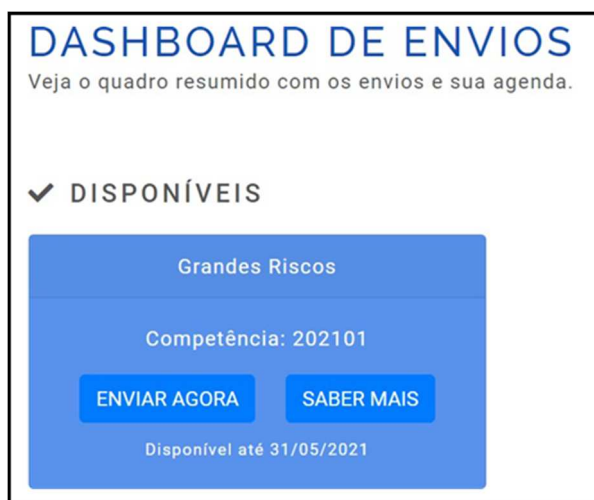 DASHBOARD DE ENVIOS
Veja o quadro resumido com os envios e sua agenda.
DISPONÍVEIS
Grandes Riscos
Competência: 202101
ENVIAR AGORA SABER MAIS
Disponível até 31/05/2021